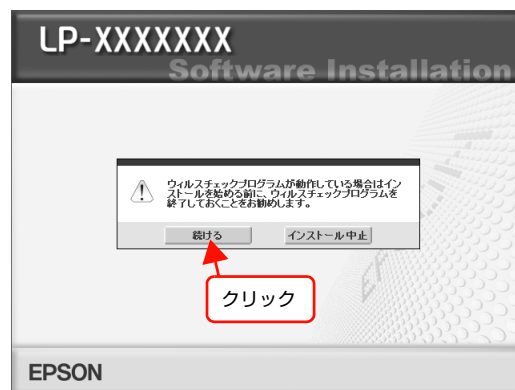 LP-XXXXXXX
Software Installation
ウィルスチェックプログラムが動作している場合はイン
ストールを始める前に、ウィルスチェックプログラムを
終了しておくことをお勧めします。
続ける
インストール中止
クリック
EPSON
EPSON